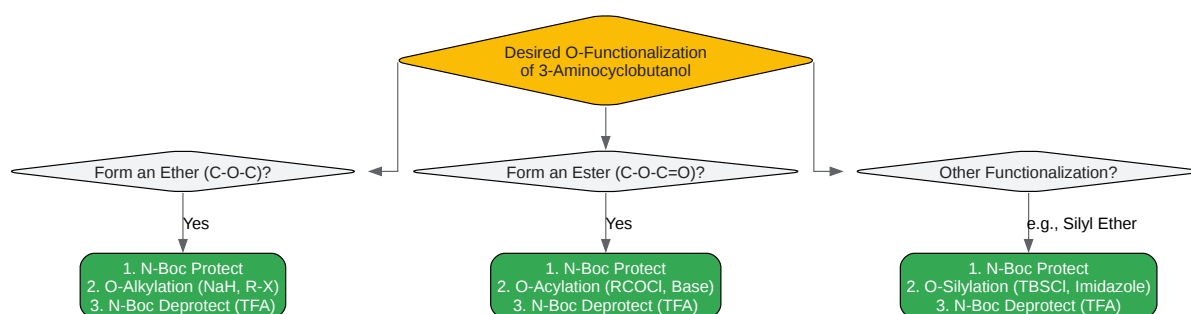 Desired O-Functionalization
of 3-Aminocyclobutanol
Form an Ether (C-O-C)?
Form an Ester (C-O-C=O)?
Other Functionalization?
Yes
Yes
e.g., Silyl Ether
1. N-Boc Protect
2. O-Alkylation (NaH, R-X)
3. N-Boc Deprotect (TFA)
1. N-Boc Protect
2. O-Acylation (RCOCl, Base)
3. N-Boc Deprotect (TFA)
1. N-Boc Protect
2. O-Silylation (TBSCl, Imidazole)
3. N-Boc Deprotect (TFA)